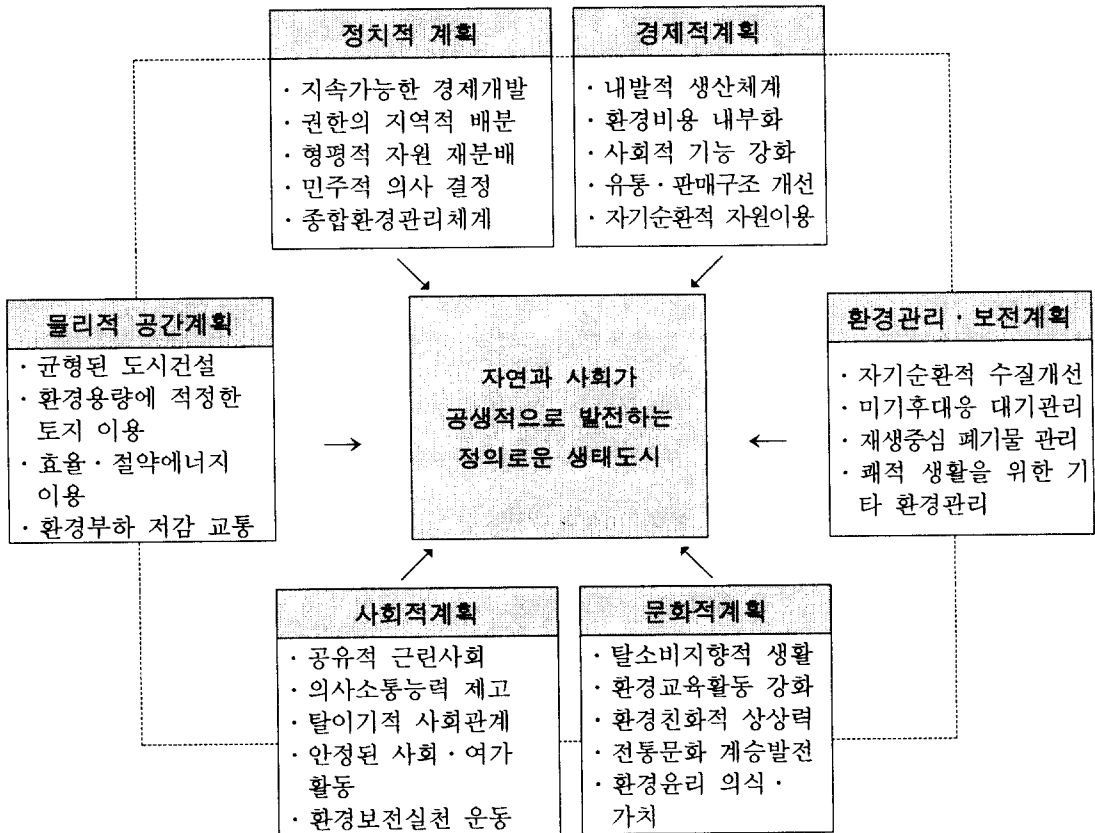 정치적 계획
· 지속가능한 경제개발
· 권한의 지역적 배분
· 형평적 자원 재분배
· 민주적 의사 결정
· 종합환경관리체계
경제적계획
· 내발적 생산체계
· 환경비용 내부화
· 사회적 기능 강화
· 유통 · 판매구조 개선
· 자기순환적 자원이용
물리적 공간계획
· 균형된 도시건설
· 환경용량에 적정한
토지 이용
· 효율 · 절약에너지
이용
· 환경부하 저감 교통
자연과 사회가
공생적으로 발전하는
정의로운 생태도시
환경관리 · 보전계획
· 자기순환적 수질개선
· 미기후대응 대기관리
· 재생중심 폐기물 관리
· 쾌적 생활을 위한 기
타 환경관리
사회적계획
· 공유적 근린사회
· 의사소통능력 제고
· 탈이기적 사회관계
· 안정된 사회 · 여가
활동
· 환경보전실천 운동
문화적계획
· 탈소비지향적 생활
· 환경교육활동 강화
· 환경친화적 상상력
· 전통문화 계승발전
· 환경윤리 의식 ·
가치